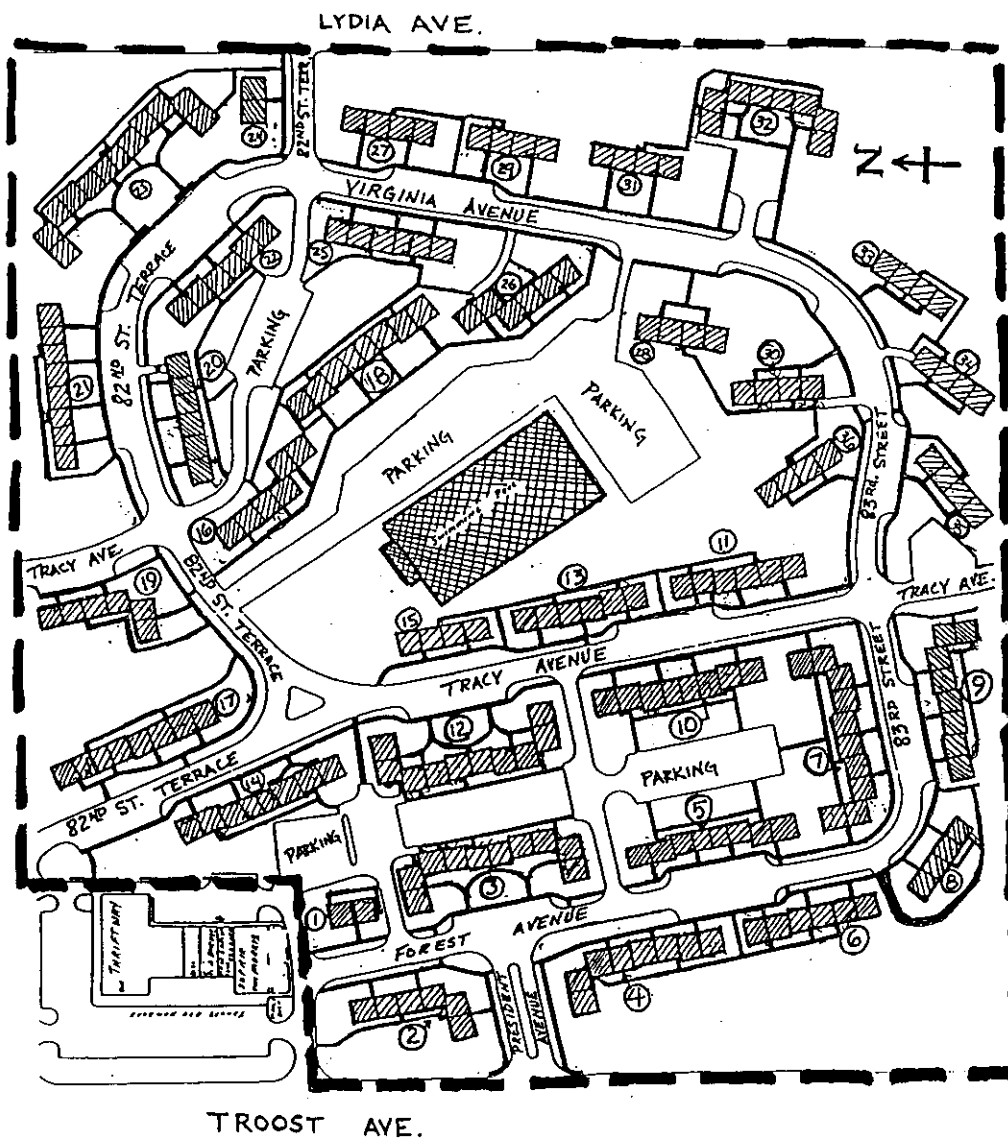 LYDIA AVE.
82ND ST. TERR.
24
27
29
31
32
N
23
VIRGINIA AVENUE
22
25
26
33
TERRACE
82ND ST.
21
20
PARKING
18
28
30
34
PARKING
PARKING
16
SWIMMING POOL
36
83RD. STREET
TRACY AVE.
19
82ND ST. TERRACE
15
13
11
TRACY AVE.
TRACY AVENUE
17
12
10
9
83RD STREET
82ND ST. TERRACE
14
PARKING
7
5
PARKING
3
1
8
THRIFTWAY
FOREST AVENUE
6
4
2
PRESIDENT AVENUE
TROOST AVE.